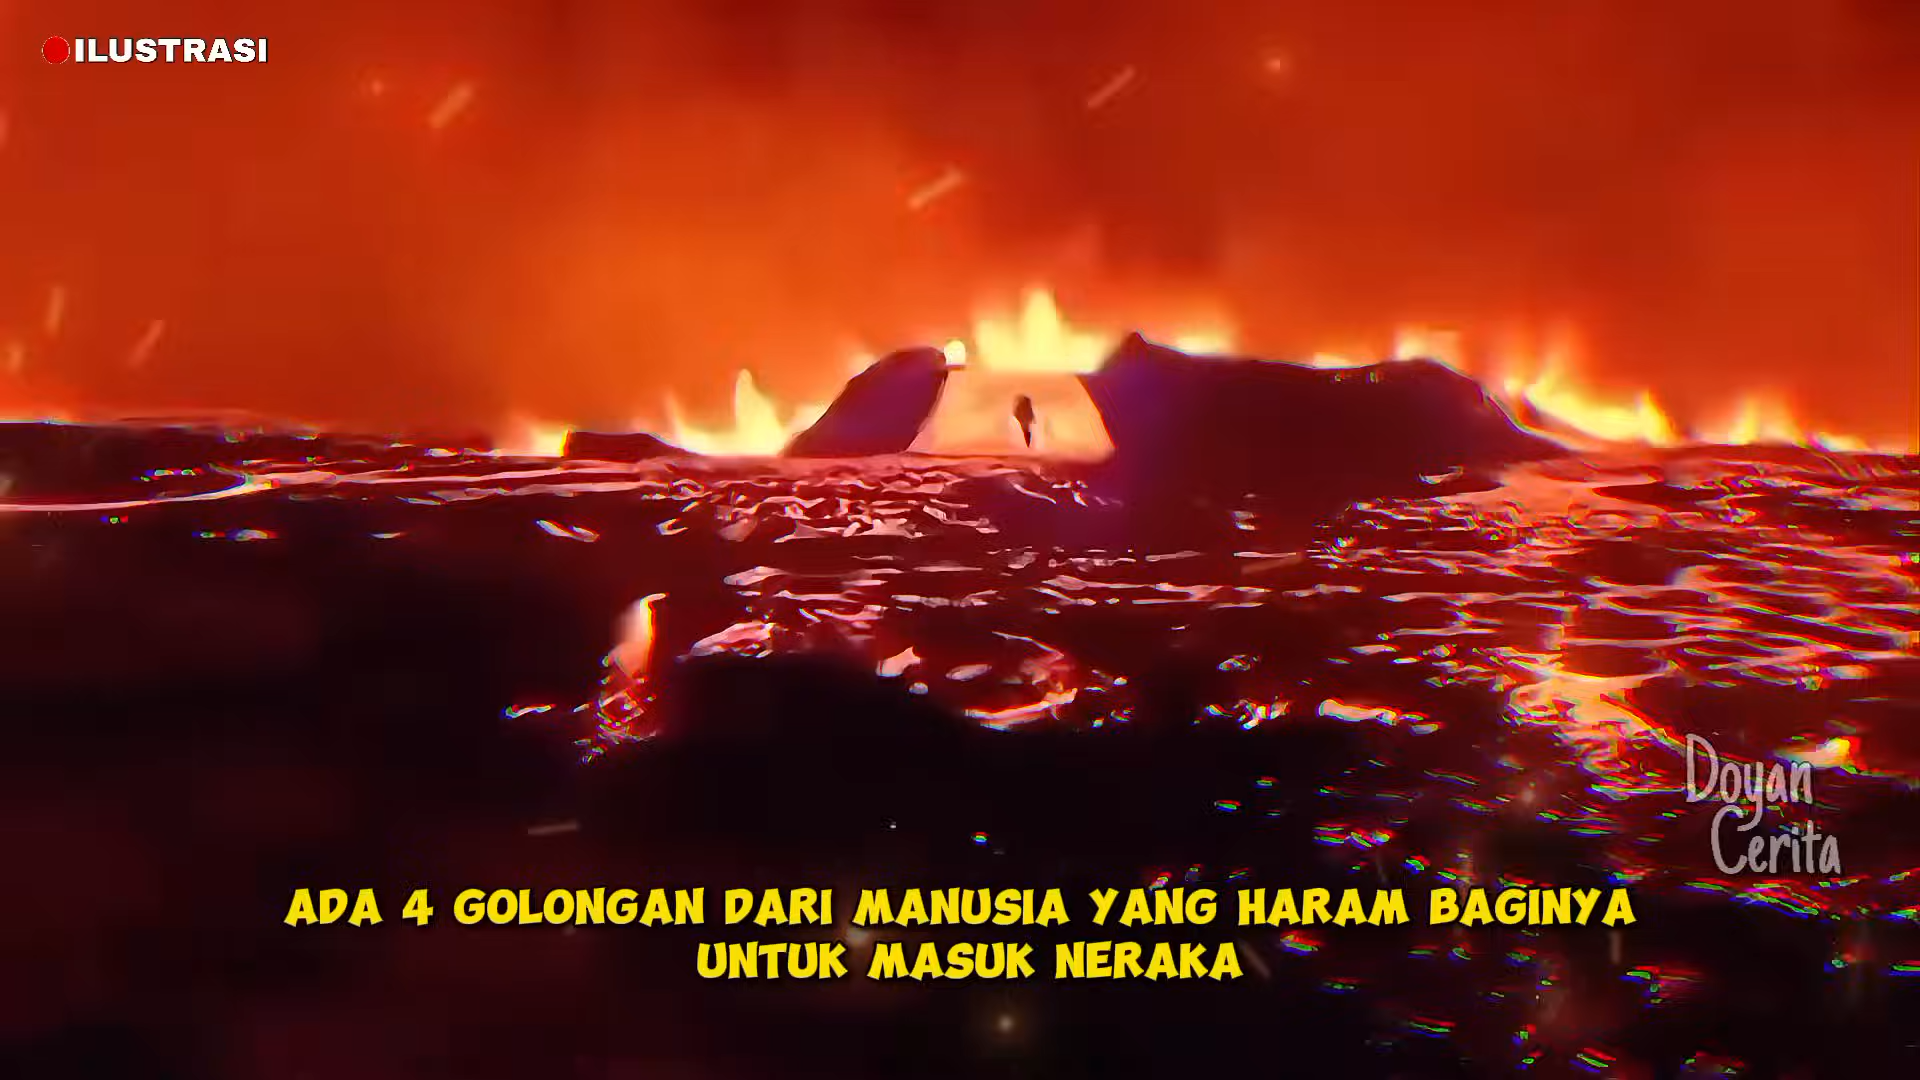 ILUSTRASI
Doyan
Cerita
ADA 4 GOLONGAN DARI MANUSIA YANG HARAM BAGINYA
UNTUK MASUK NERAKA